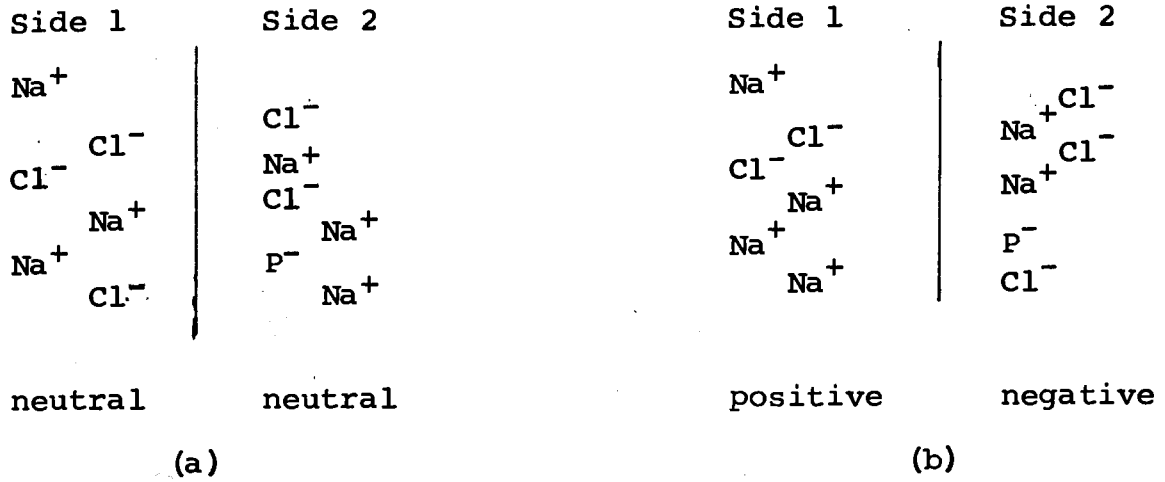 Side 1 Side 2
Na⁺
Cl⁻
Cl⁻
Cl⁻
Na⁺
Cl⁻
Na⁺
Na⁺
Na⁺
P⁻
Cl⁻
Na⁺
neutral neutral
(a)
Side 1 Side 2
Na⁺
Cl⁻
Na⁺
Cl⁻
Cl⁻
Cl⁻
Na⁺
Na⁺
Na⁺
P⁻
Na⁺
Cl⁻
positive negative
(b)